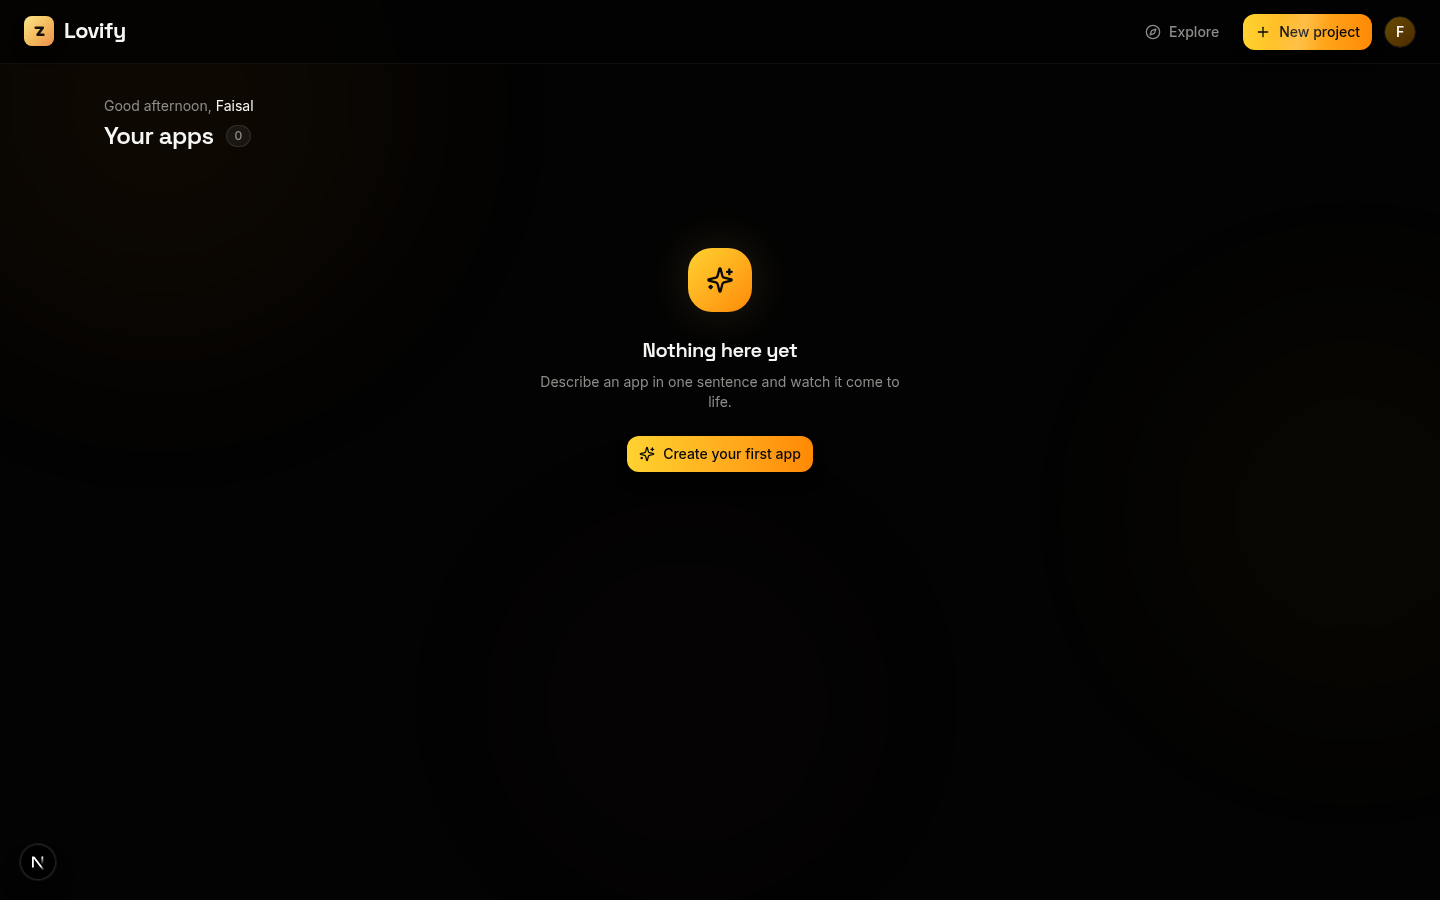 Lovify
Explore
New project
F
Good afternoon, Faisal
Your apps 0
Nothing here yet
Describe an app in one sentence and watch it come to
life.
Create your first app
N